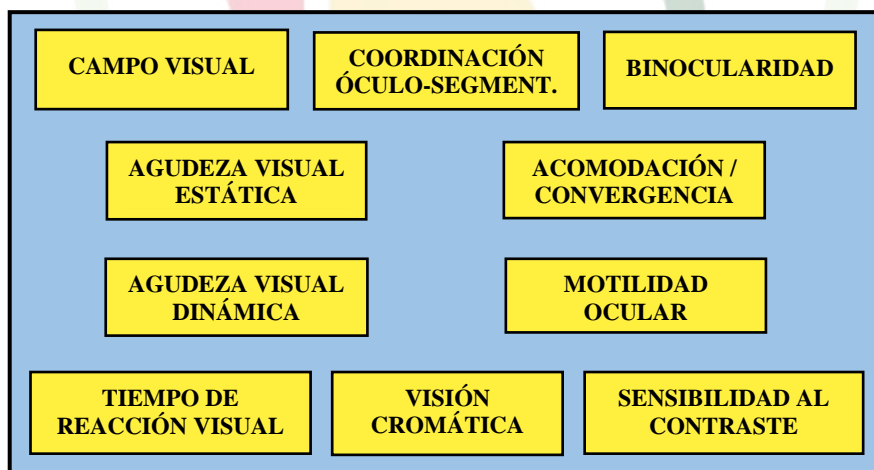 CAMPO VISUAL
COORDINACIÓN
ÓCULO-SEGMENT.
BINOCULARIDAD
AGUDEZA VISUAL
ESTÁTICA
ACOMODACIÓN /
CONVERGENCIA
AGUDEZA VISUAL
DINÁMICA
MOTILIDAD
OCULAR
TIEMPO DE
REACCIÓN VISUAL
VISIÓN
CROMÁTICA
SENSIBILIDAD AL
CONTRASTE